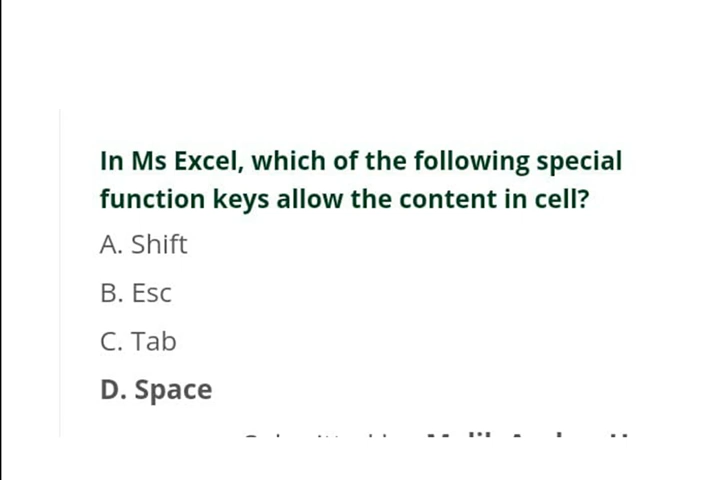 In Ms Excel, which of the following special
function keys allow the content in cell?
A. Shift
B. Esc
C. Tab
D. Space